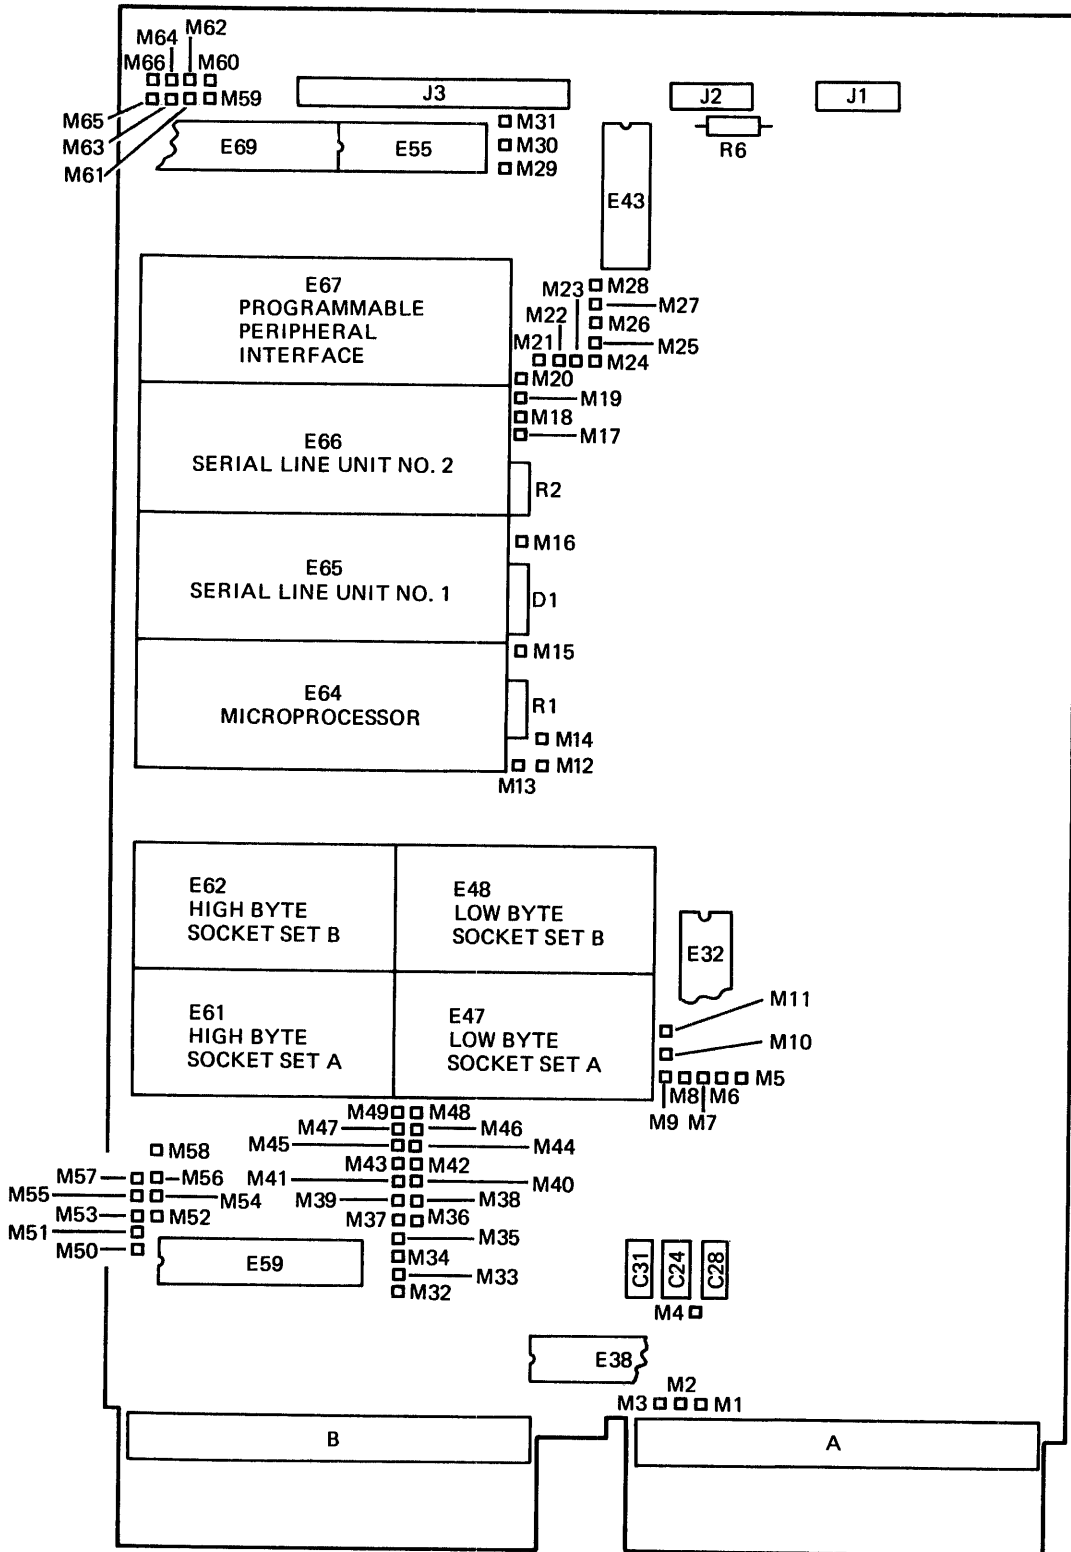 M62
M64
M66 M60
M59
M65
M63
M61
J3
J2
J1
E69
E55
M31
M30
M29
R6
E43
E67
PROGRAMMABLE
PERIPHERAL
INTERFACE
M23 M28
M27
M22
M26
M21
M25
M24
M20
M19
M18
M17
E66
SERIAL LINE UNIT NO. 2
R2
M16
E65
SERIAL LINE UNIT NO. 1
D1
M15
E64
MICROPROCESSOR
R1
M14
M12
M13
E62
HIGH BYTE
SOCKET SET B
E48
LOW BYTE
SOCKET SET B
E32
E61
HIGH BYTE
SOCKET SET A
E47
LOW BYTE
SOCKET SET A
M11
M10
M5
M8 M6
M9 M7
M49 M48
M47 M46
M45 M44
M43 M42
M41 M40
M39 M38
M37 M36
M35
M34
M33
M32
M58
M57 M56
M55 M54
M53 M52
M51
M50
E59
C31
C24
C28
M4
E38
M2
M3 M1
B
A